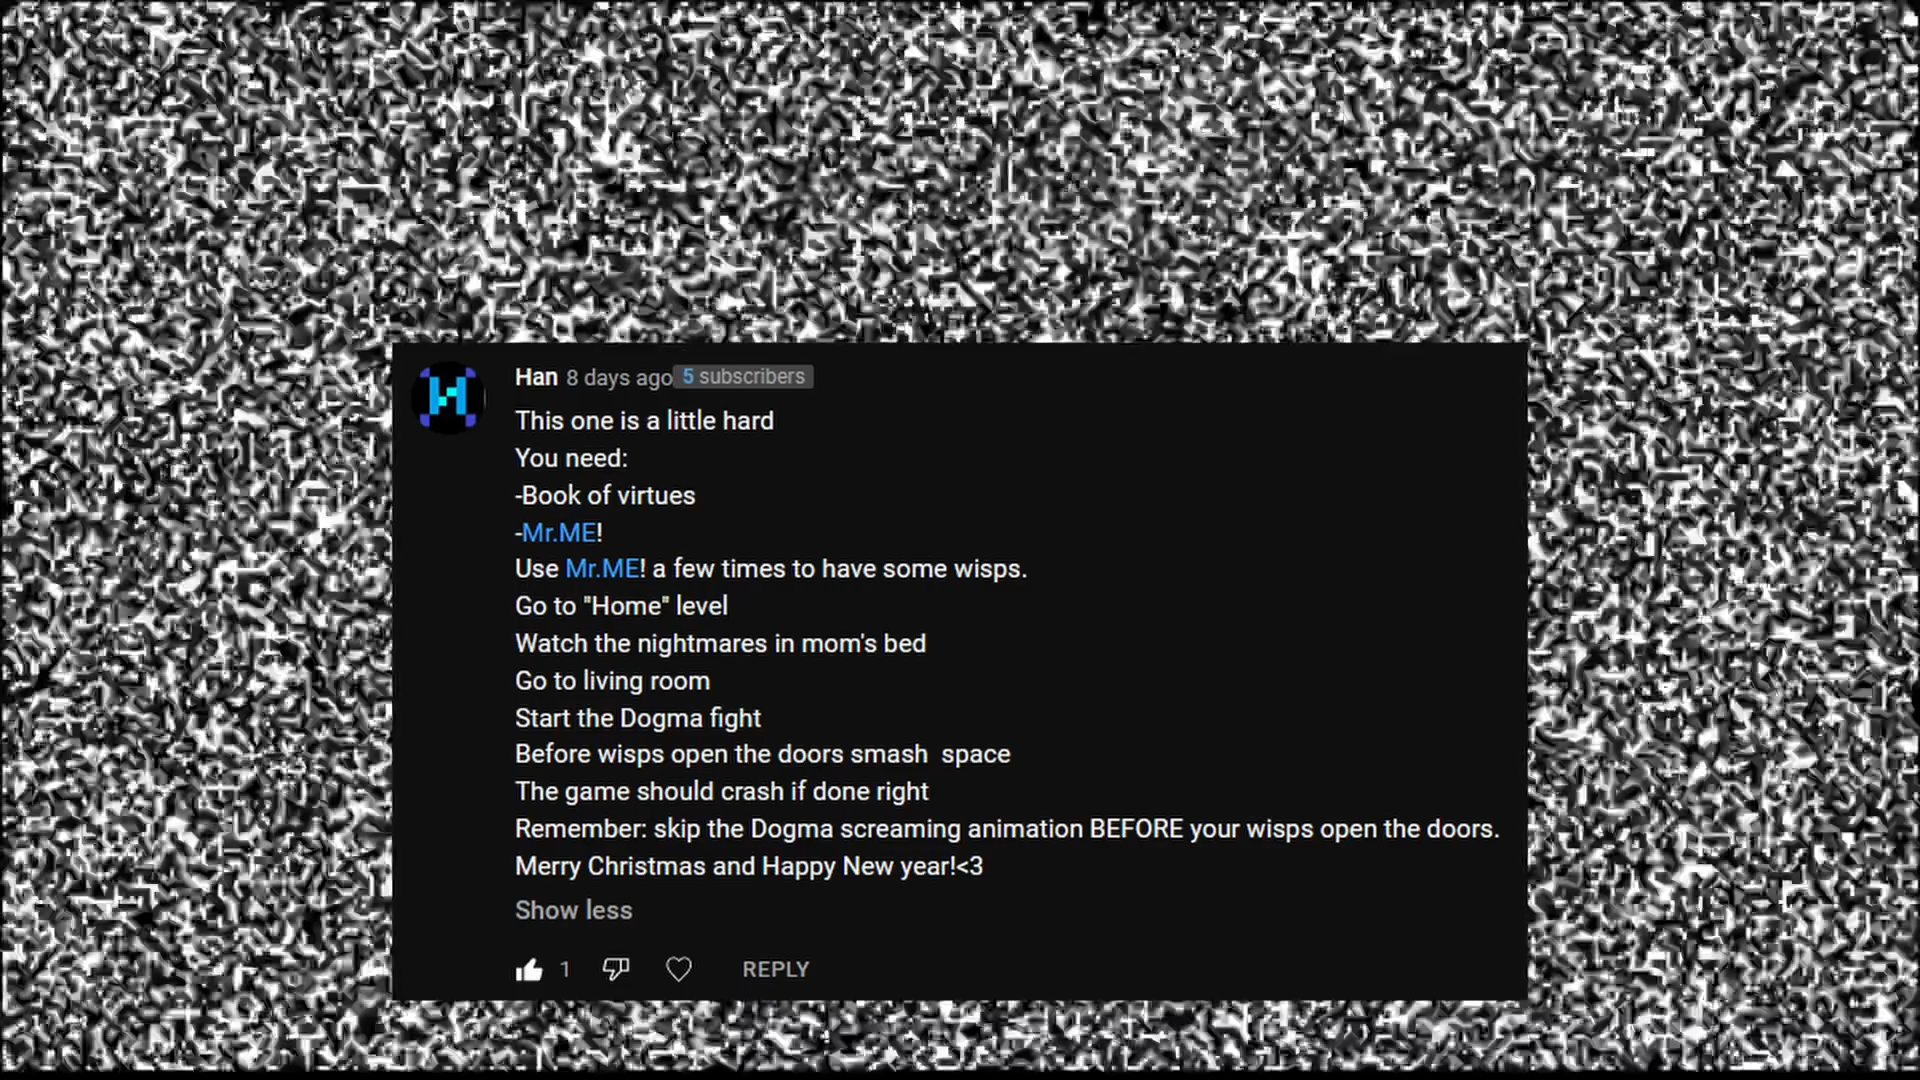 Han 8 days ago 5 subscribers
This one is a little hard
You need:
-Book of virtues
-Mr.ME!
Use Mr.ME! a few times to have some wisps.
Go to "Home" level
Watch the nightmares in mom's bed
Go to living room
Start the Dogma fight
Before wisps open the doors smash  space
The game should crash if done right
Remember: skip the Dogma screaming animation BEFORE your wisps open the doors.
Merry Christmas and Happy New year!<3
Show less
1 REPLY